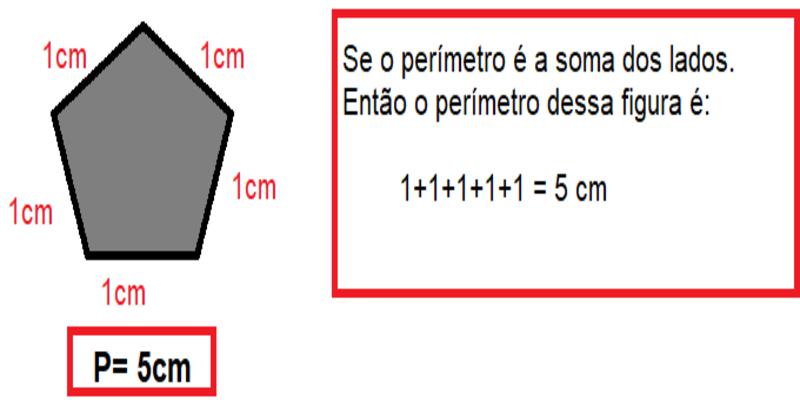 1cm 1cm
Se o perímetro é a soma dos lados.
Então o perímetro dessa figura é:
1+1+1+1+1 = 5 cm
1cm
1cm
1cm
P= 5cm